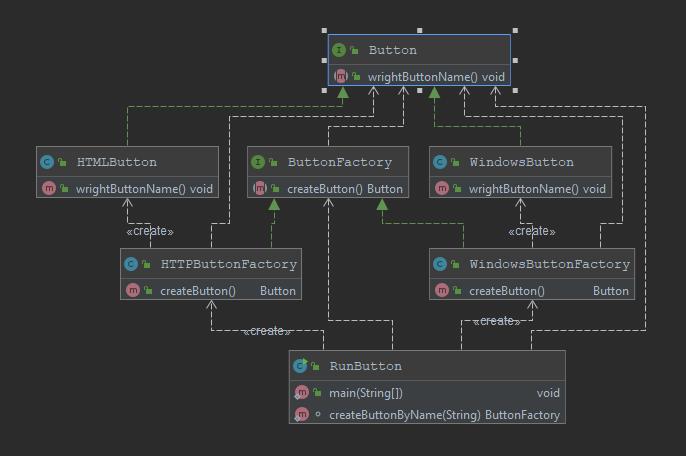 Button
wrightButtonName() void
HTMLButton
wrightButtonName() void
ButtonFactory
createButton() Button
WindowsButton
wrightButtonName() void
«create»
«create»
HTTPButtonFactory
createButton() Button
WindowsButtonFactory
createButton() Button
«create»
«create»
RunButton
main(String[]) void
createButtonByName(String) ButtonFactory